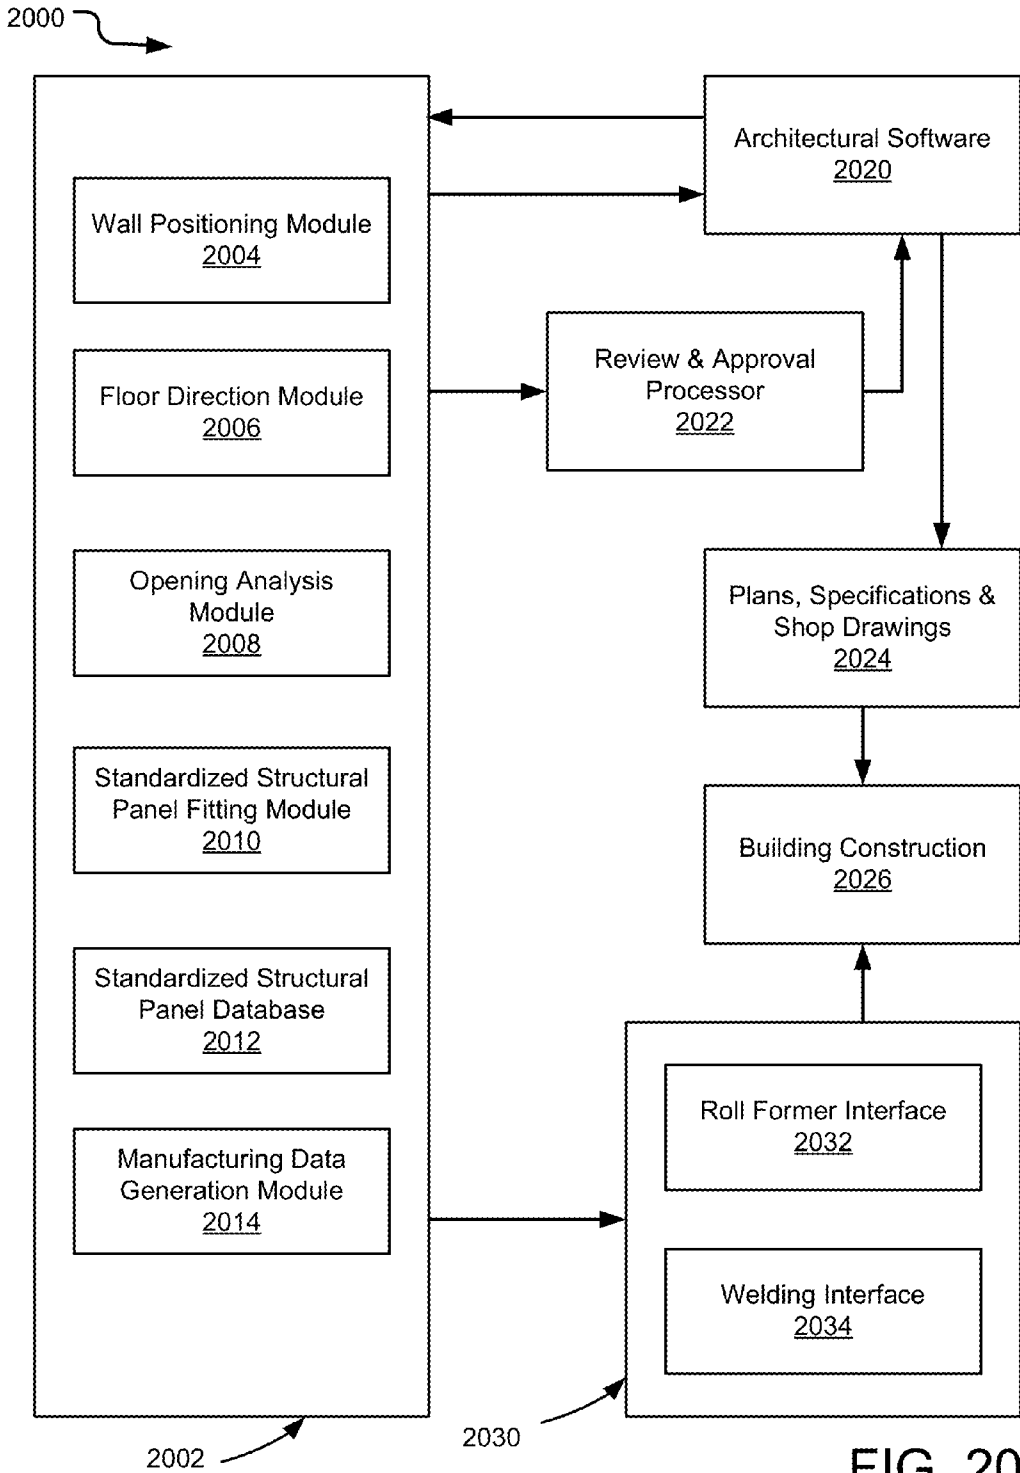 2000
Wall Positioning Module
2004
Floor Direction Module
2006
Opening Analysis
Module
2008
Standardized Structural
Panel Fitting Module
2010
Standardized Structural
Panel Database
2012
Manufacturing Data
Generation Module
2014
2002
Architectural Software
2020
Review & Approval
Processor
2022
Plans, Specifications &
Shop Drawings
2024
Building Construction
2026
Roll Former Interface
2032
Welding Interface
2034
2030
FIG. 20